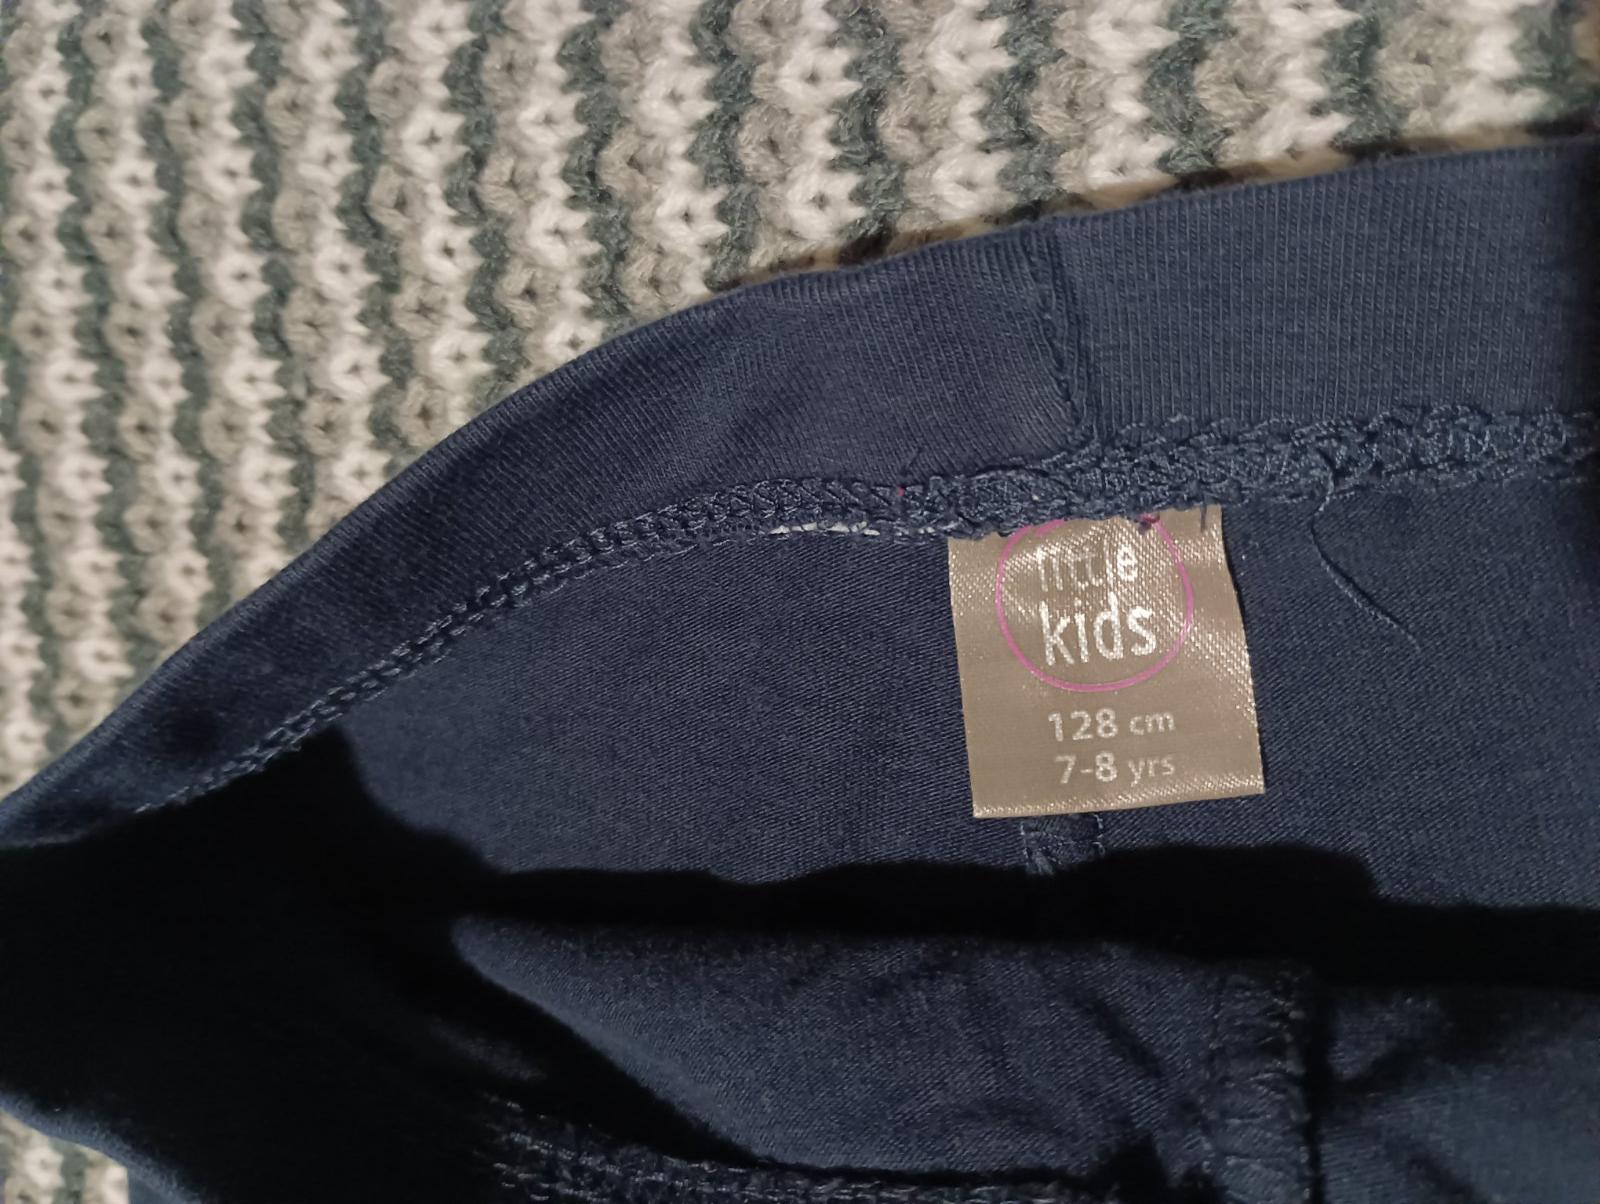 little
kids
128 cm
7-8 yrs